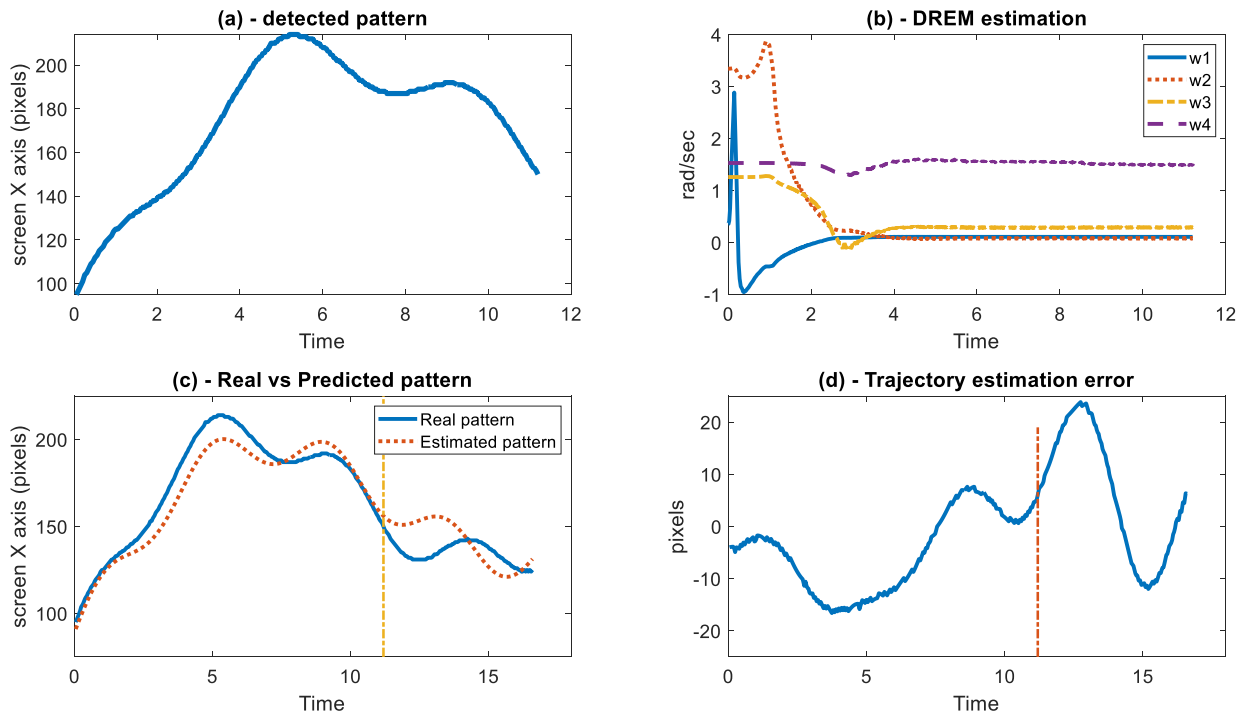 (a) - detected pattern
200
180
160
140
120
100
screen X axis (pixels)
0 2 4 6 8 10 12
Time
(b) - DREM estimation
4
3
2
1
0
-1
rad/sec
w1
w2
w3
w4
0 2 4 6 8 10 12
Time
(c) - Real vs Predicted pattern
200
150
100
screen X axis (pixels)
Real pattern
Estimated pattern
0 5 10 15
Time
(d) - Trajectory estimation error
20
10
0
-10
-20
pixels
0 5 10 15
Time